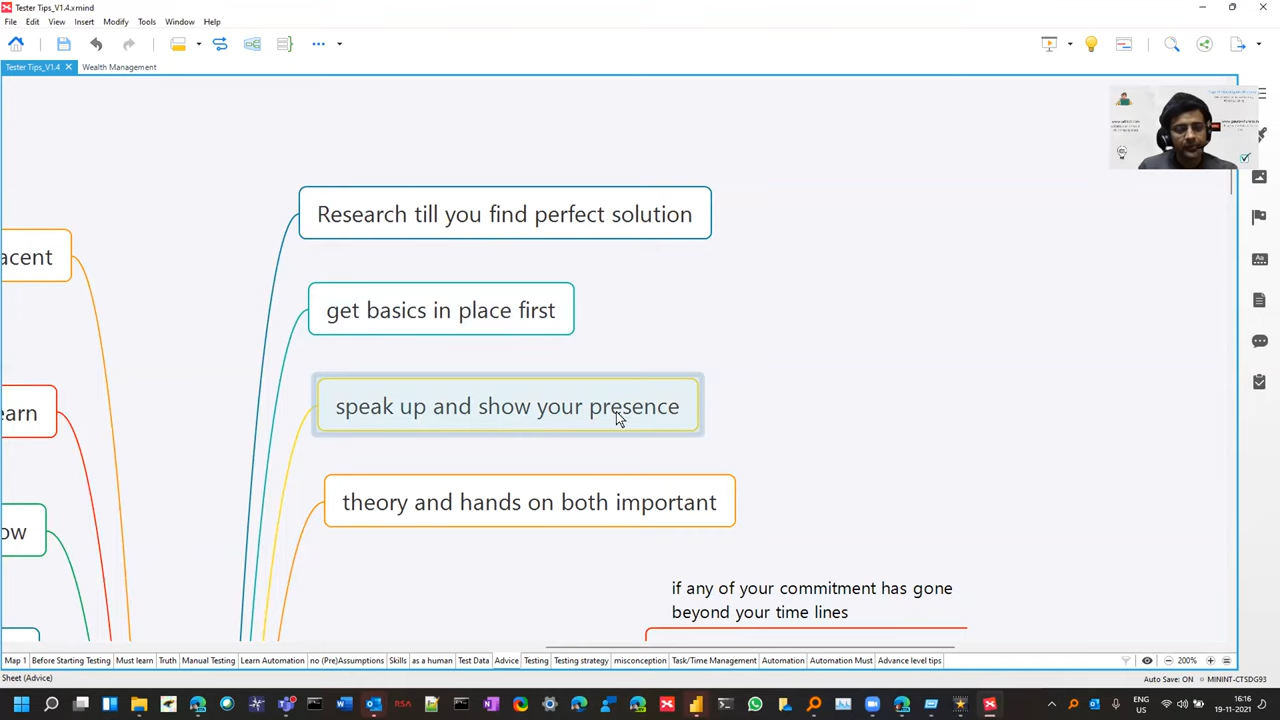 Tester Tips_V1.4.xmind
File Edit View Insert Modify Tools Window Help
Tester Tips_V1.4 Wealth Management
Research till you find perfect solution
acent
get basics in place first
speak up and show your presence
earn
theory and hands on both important
ow
if any of your commitment has gone
beyond your time lines
Map 1 Before Starting Testing Must learn Truth Manual Testing Learn Automation no (Pre)Assumptions Skills as a human Test Data Advice Testing Testing strategy misconception Task/Time Management Automation Automation Must Advance level tips 200%
Sheet (Advice) Auto Save: ON MININT-CTSDG93
RSA
ENG
US
16:16
19-11-2021